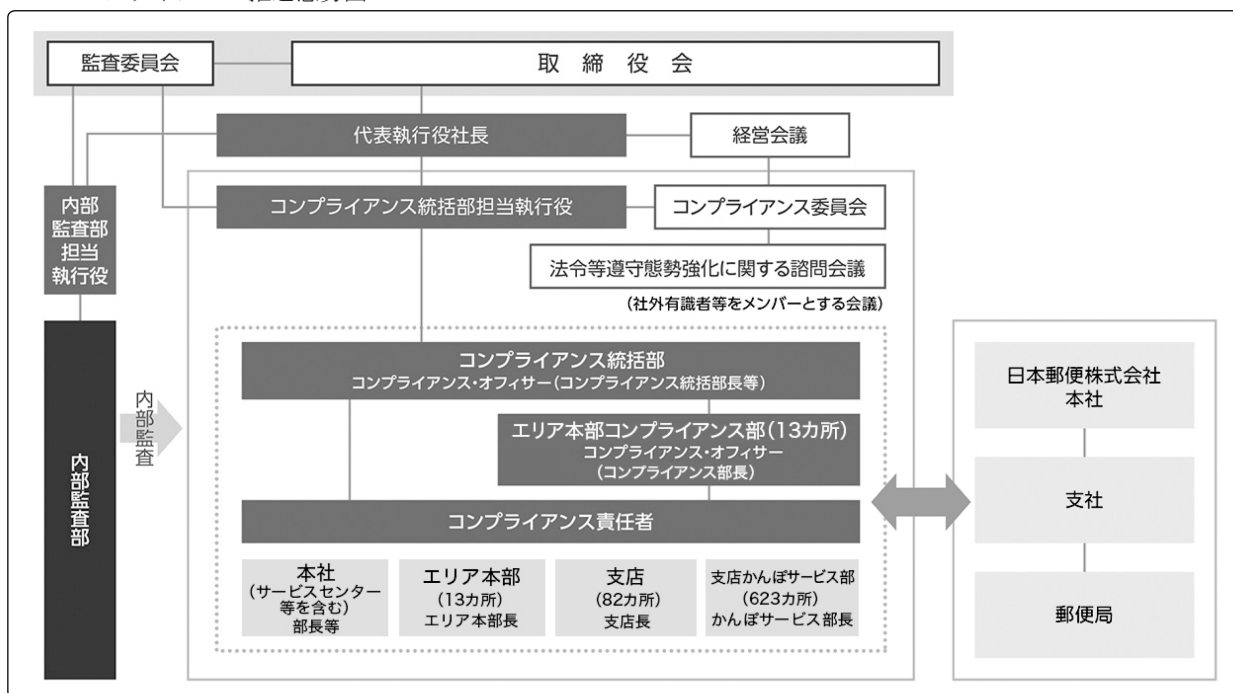 監査委員会
取締役会
代表執行役社長
経営会議
コンプライアンス統括部担当執行役
コンプライアンス委員会
内部
監査部
担当
執行役
法令等遵守態勢強化に関する諮問会議
(社外有識者等をメンバーとする会議)
内部監査部
内部監査
コンプライアンス統括部
コンプライアンス・オフィサー(コンプライアンス統括部長等)
エリア本部コンプライアンス部(13カ所)
コンプライアンス・オフィサー
(コンプライアンス部長)
コンプライアンス責任者
本社
(サービスセンター
等を含む)
部長等
エリア本部
(13カ所)
エリア本部長
支店
(82カ所)
支店長
支店かんぽサービス部
(623カ所)
かんぽサービス部長
日本郵便株式会社
本社
支社
郵便局